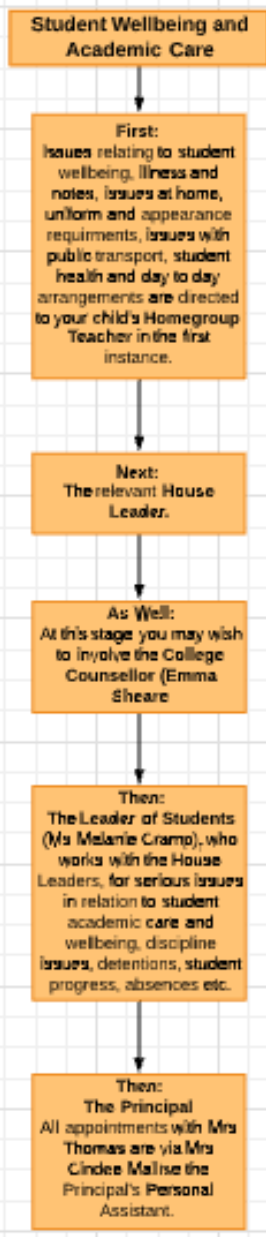 Student Wellbeing and
Academic Care
First:
Issues relating to student
wellbeing, illness and
notes, issues at home,
uniform and appearance
requirments, issues with
public transport, student
health and day to day
arrangements are directed
to your child's Homegroup
Teacher in the first
instance.
Next:
The relevant House
Leader.
As Well:
At this stage you may wish
to involve the College
Counsellor (Emma
Sheare
Then:
The Leader of Students
(Ms Melanie Cramp), who
works with the House
Leaders, for serious issues
in relation to student
academic care and
wellbeing, discipline
issues, detentions, student
progress, absences etc.
Then:
The Principal
All appointments with Mrs
Thomas are via Mrs
Cindee the
Principal's Personal
Assistant.